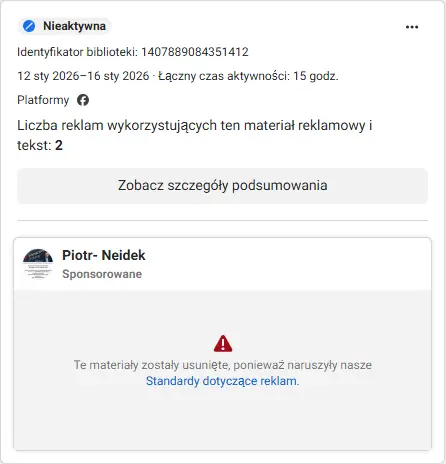 Nieaktywna
Identyfikator biblioteki: 1407889084351412
12 sty 2026–16 sty 2026 · Łączny czas aktywności: 15 godz.
Platformy
Liczba reklam wykorzystujących ten materiał reklamowy i
tekst: 2
Zobacz szczegóły podsumowania
Piotr- Neidek
Sponsorowane
Te materiały zostały usunięte, ponieważ naruszyły nasze
Standardy dotyczące reklam.